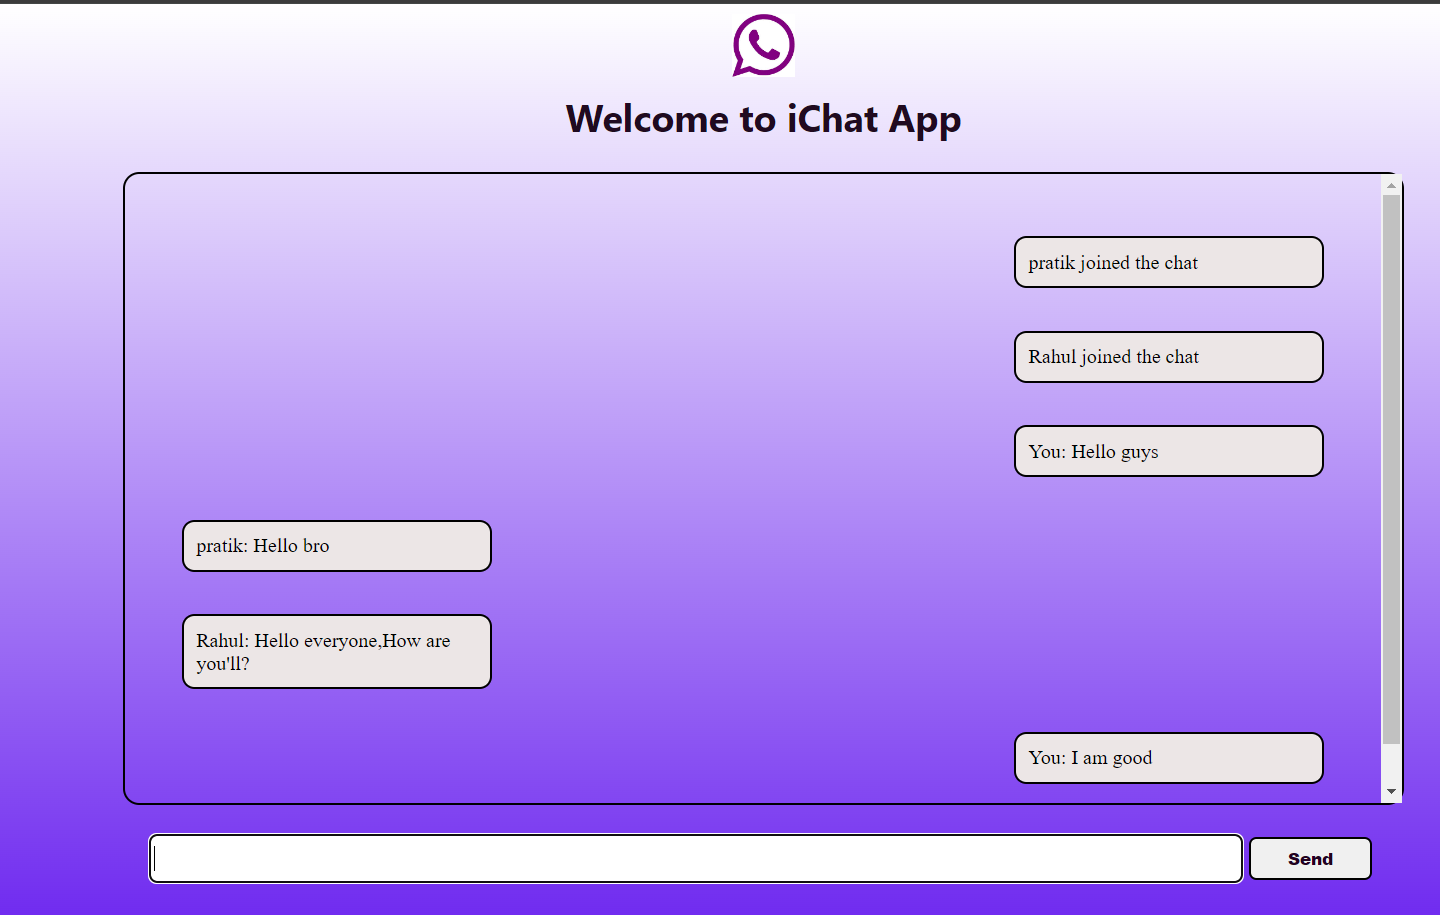 Welcome to iChat App
pratik joined the chat
Rahul joined the chat
You: Hello guys
pratik: Hello bro
Rahul: Hello everyone,How are
you'll?
You: I am good
Send